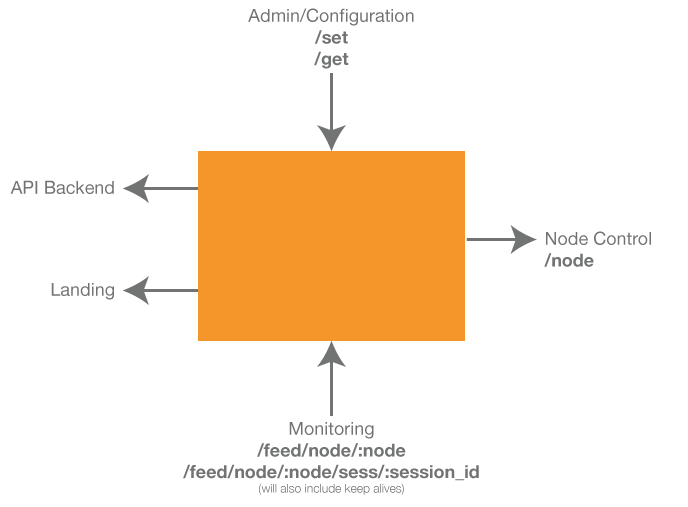 Admin/Configuration
/set
/get
API Backend
Node Control
/node
Landing
Monitoring
/feed/node/:node
/feed/node/:node/sess/:session_id
(will also include keep alives)